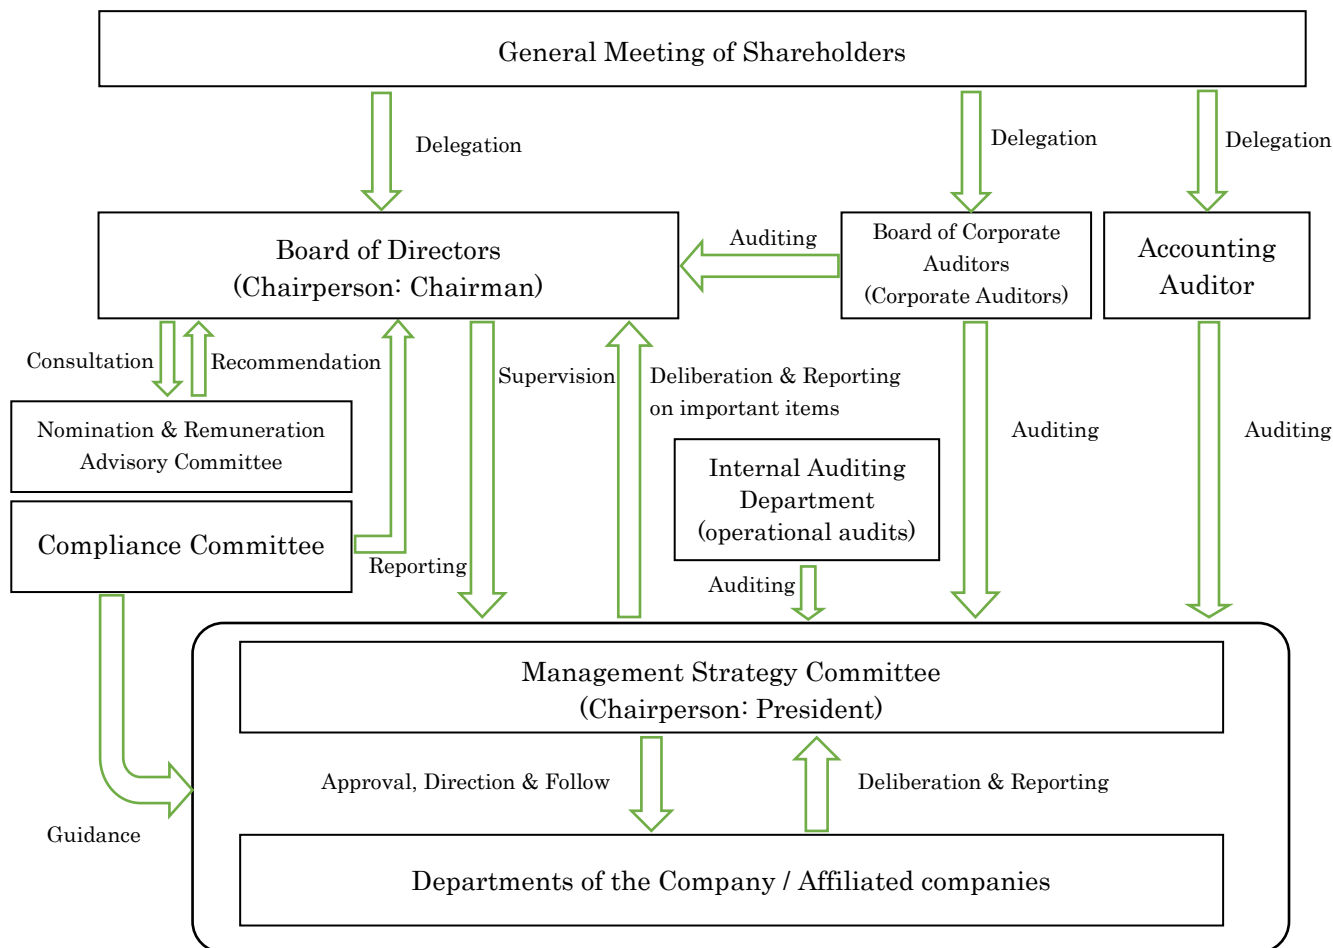 General Meeting of Shareholders
Delegation
Delegation
Delegation
Board of Directors
(Chairperson: Chairman)
Auditing
Board of Corporate
Auditors
(Corporate Auditors)
Accounting
Auditor
Consultation
Recommendation
Supervision
Deliberation & Reporting
on important items
Auditing
Auditing
Nomination & Remuneration
Advisory Committee
Internal Auditing
Department
(operational audits)
Compliance Committee
Reporting
Auditing
Management Strategy Committee
(Chairperson: President)
Approval, Direction & Follow
Deliberation & Reporting
Guidance
Departments of the Company / Affiliated companies